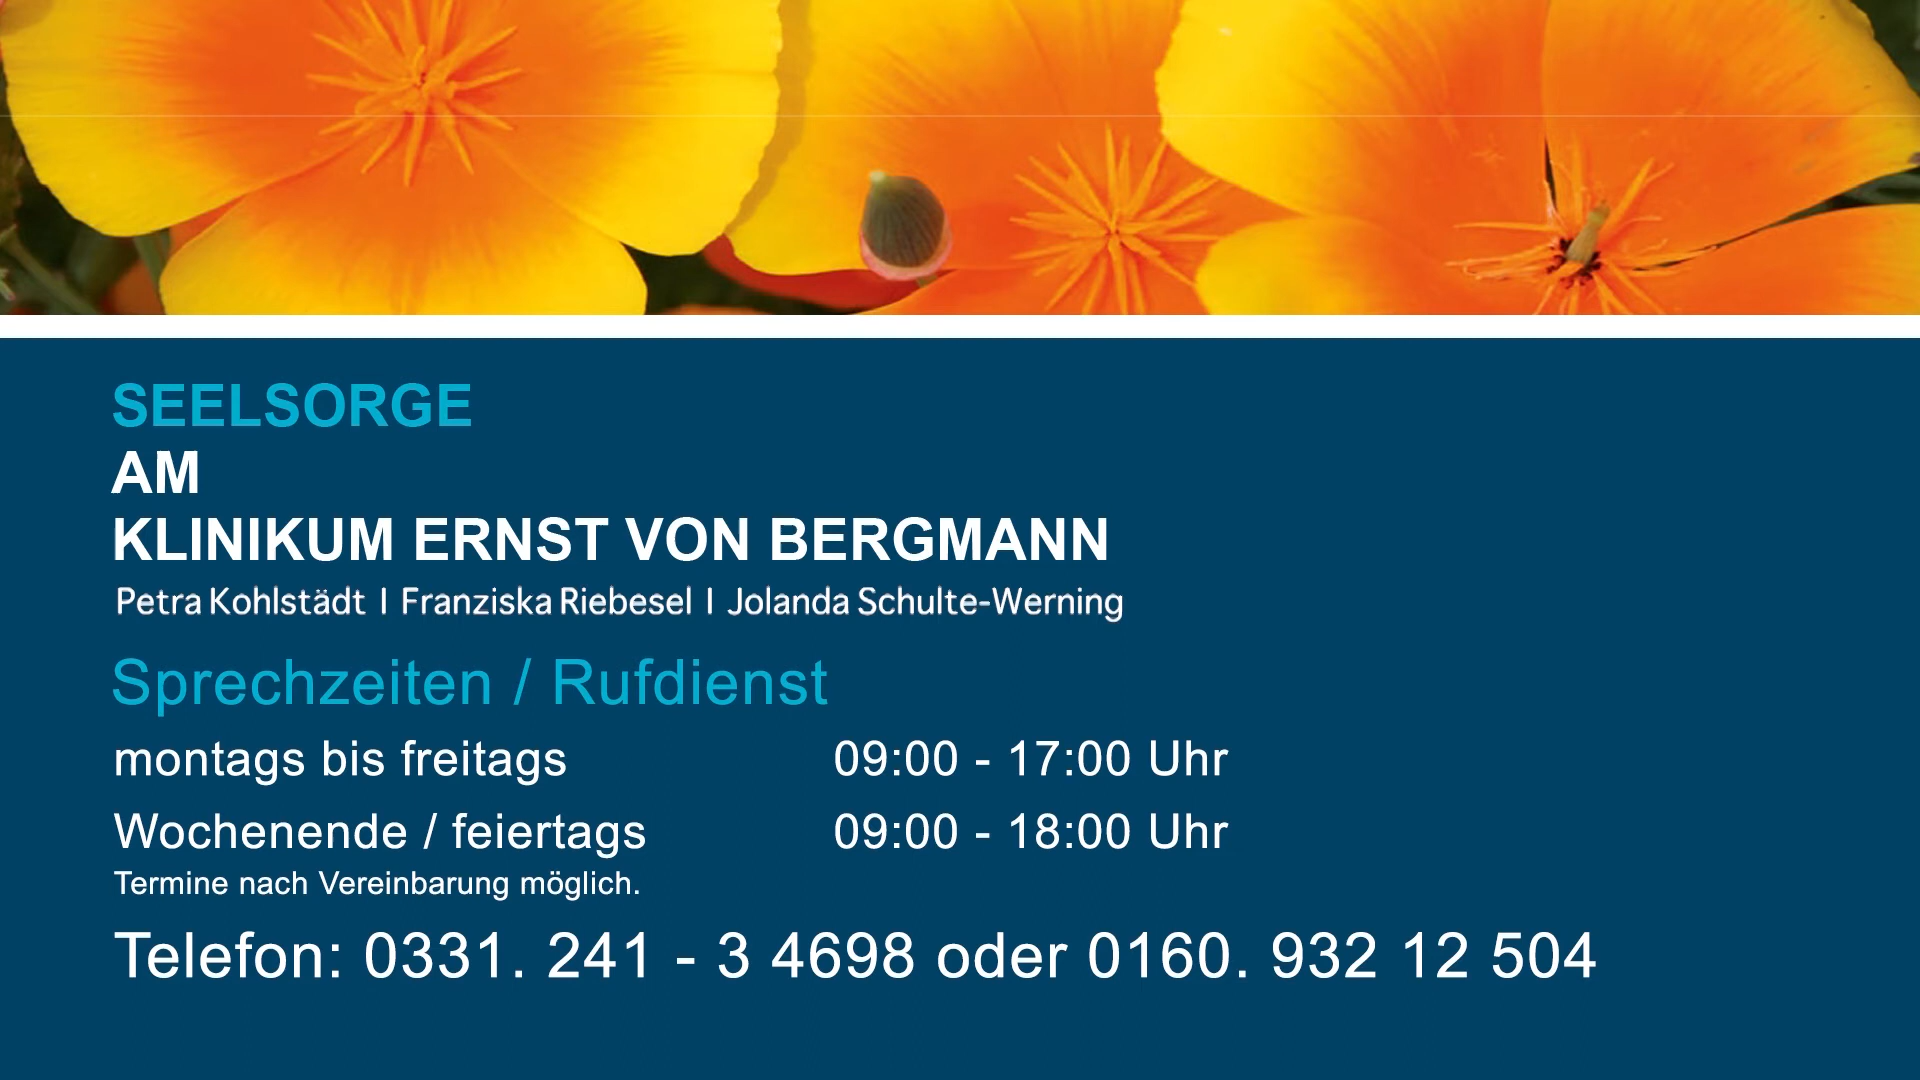 SEELSORGE
AM
KLINIKUM ERNST VON BERGMANN
Petra Kohlstädt I Franziska Riebesel I Jolanda Schulte-Werning
Sprechzeiten / Rufdienst
montags bis freitags 09:00 - 17:00 Uhr
Wochenende / feiertags 09:00 - 18:00 Uhr
Termine nach Vereinbarung möglich.
Telefon: 0331. 241 - 3 4698 oder 0160. 932 12 504